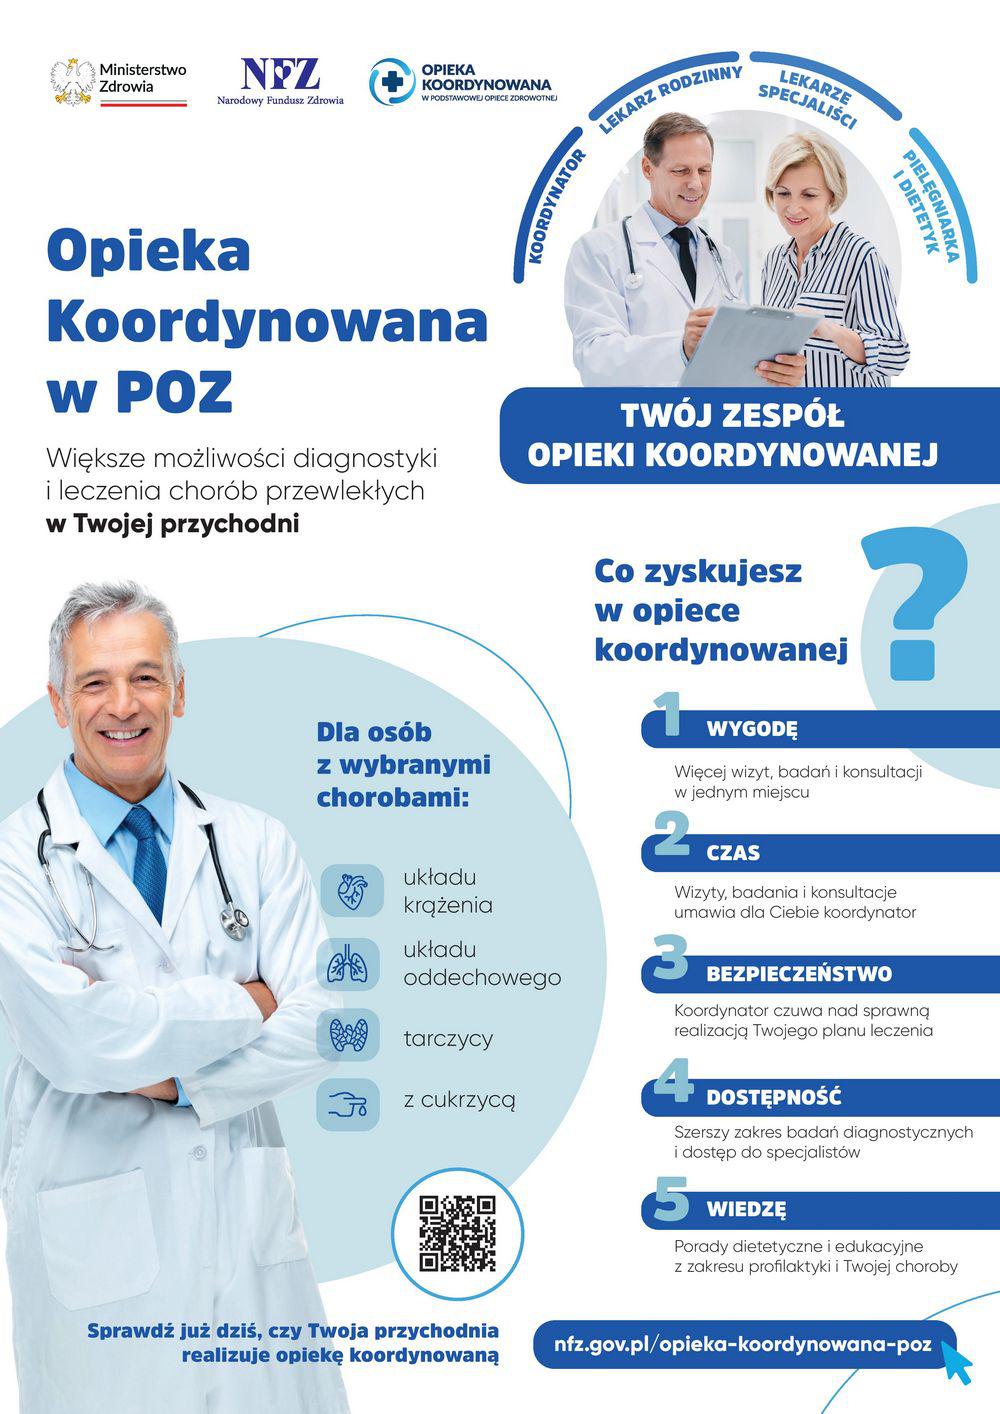 Ministerstwo
Zdrowia
NFZ
Narodowy Fundusz Zdrowia
OPIEKA
KOORDYNOWANA
W PODSTAWOWEJ OPIECE ZDROWOTNEJ
KOORDYNATOR
LEKARZ RODZINNY
LEKARZE
SPECJALIŚCI
PIELĘGNIARKA
I DIETETYK
Opieka
Koordynowana
w POZ
Większe możliwości diagnostyki
i leczenia chorób przewlekłych
w Twojej przychodni
TWÓJ ZESPÓŁ
OPIEKI KOORDYNOWANEJ
Co zyskujesz
w opiece
koordynowanej
?
1 WYGODĘ
Więcej wizyt, badań i konsultacji
w jednym miejscu
2 CZAS
Wizyty, badania i konsultacje
umawia dla Ciebie koordynator
3 BEZPIECZEŃSTWO
Koordynator czuwa nad sprawną
realizacją Twojego planu leczenia
4 DOSTĘPNOŚĆ
Szerszy zakres badań diagnostycznych
i dostęp do specjalistów
5 WIEDZĘ
Porady dietetyczne i edukacyjne
z zakresu profilaktyki i Twojej choroby
Dla osób
z wybranymi
chorobami:
układu
krążenia
układu
oddechowego
tarczycy
z cukrzycą
Sprawdź już dziś, czy Twoja przychodnia
realizuje opiekę koordynowaną
nfz.gov.pl/opieka-koordynowana-poz